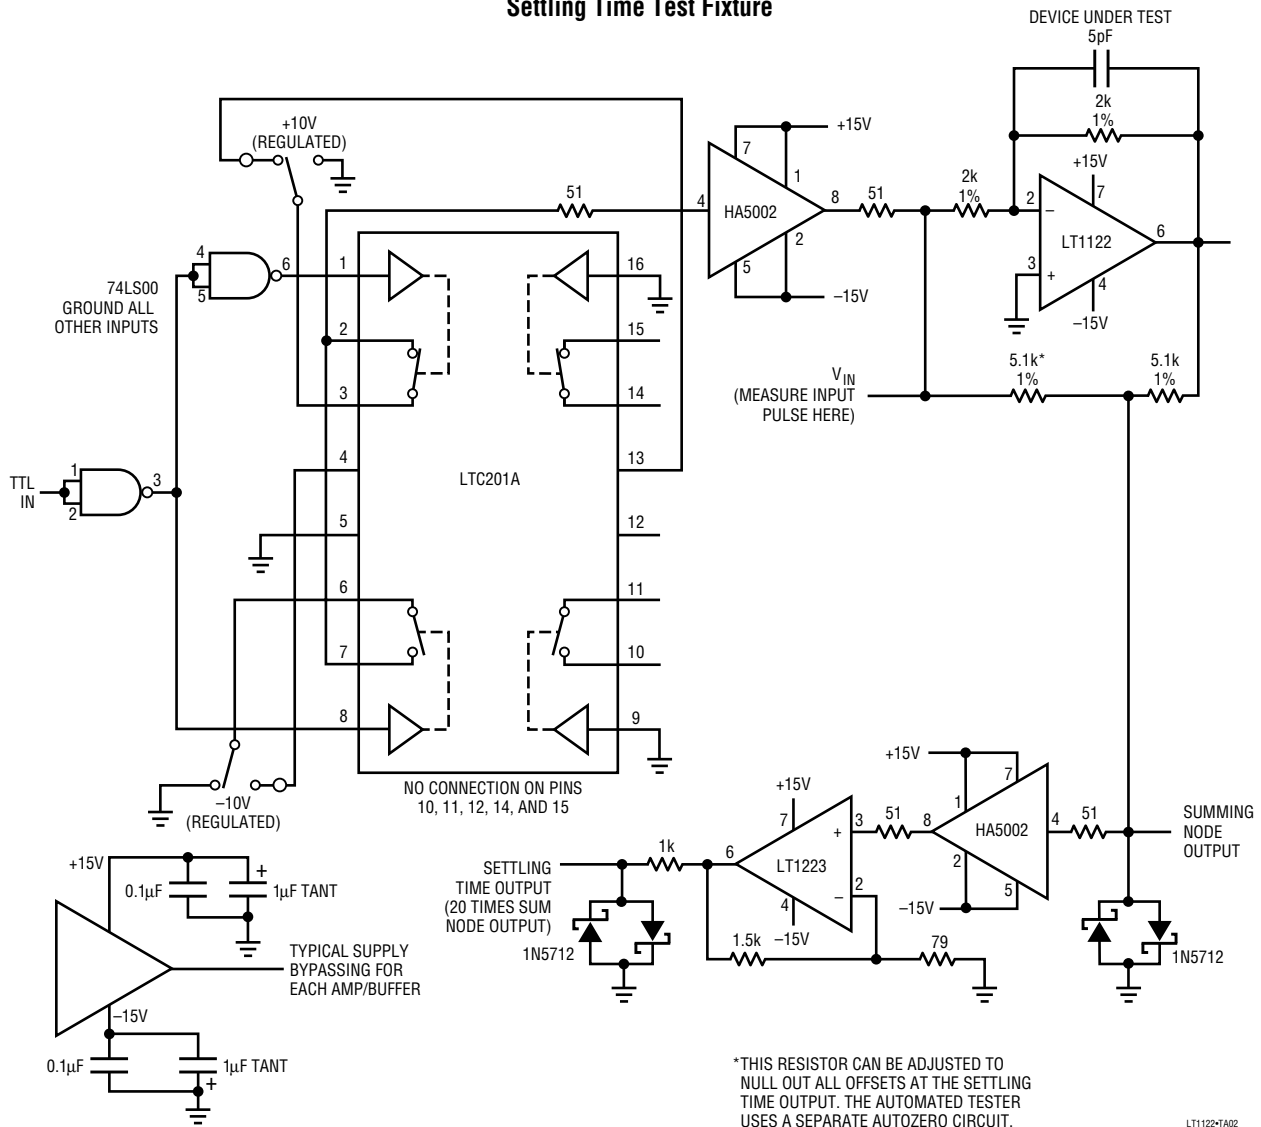 Settling Time Test Fixture
DEVICE UNDER TEST
5pF
2k
1%
+15V
7
2
–
LT1122
6
3
+
4
–15V
+10V
(REGULATED)
51
4
7
+15V
1
HA5002
8
2
5
–15V
51
2k
1%
74LS00
GROUND ALL
OTHER INPUTS
4
5
6
1
16
2
15
3
14
4
13
LTC201A
5
12
6
11
7
10
8
9
TTL
IN
1
2
3
VIN
(MEASURE INPUT
PULSE HERE)
5.1k*
1%
5.1k
1%
–10V
(REGULATED)
NO CONNECTION ON PINS
10, 11, 12, 14, AND 15
SETTLING
TIME OUTPUT
(20 TIMES SUM
NODE OUTPUT)
1k
6
+15V
7
LT1223
3
+
2
–
4
–15V
51
8
+15V
7
1
HA5002
4
2
5
–15V
51
SUMMING
NODE
OUTPUT
1N5712
1.5k
79
1N5712
+15V
0.1µF
+
1µF TANT
TYPICAL SUPPLY
BYPASSING FOR
EACH AMP/BUFFER
–15V
0.1µF
1µF TANT
+
*THIS RESISTOR CAN BE ADJUSTED TO
NULL OUT ALL OFFSETS AT THE SETTLING
TIME OUTPUT. THE AUTOMATED TESTER
USES A SEPARATE AUTOZERO CIRCUIT.
LT1122•TA02